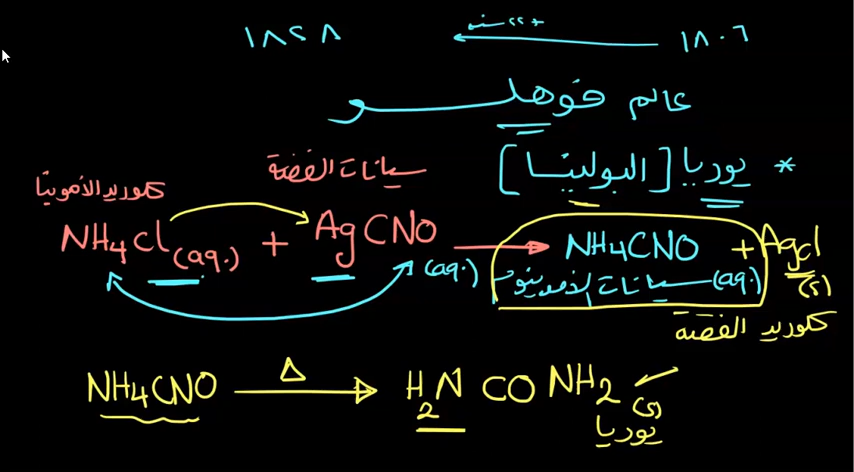 ١٨٠٦ ٢٢ سنة ١٨٢٨
عالم فوهلر
* يوريا [البولينا]
كلوريد الأمونيا سيانات الفضة
NH4Cl(aq.) + AgCNO(aq.) → NH4CNO(aq.) + AgCl(s)
سيانات الأمونيوم
كلوريد الفضة
NH4CNO Δ→ H2N CO NH2(s)
يوريا